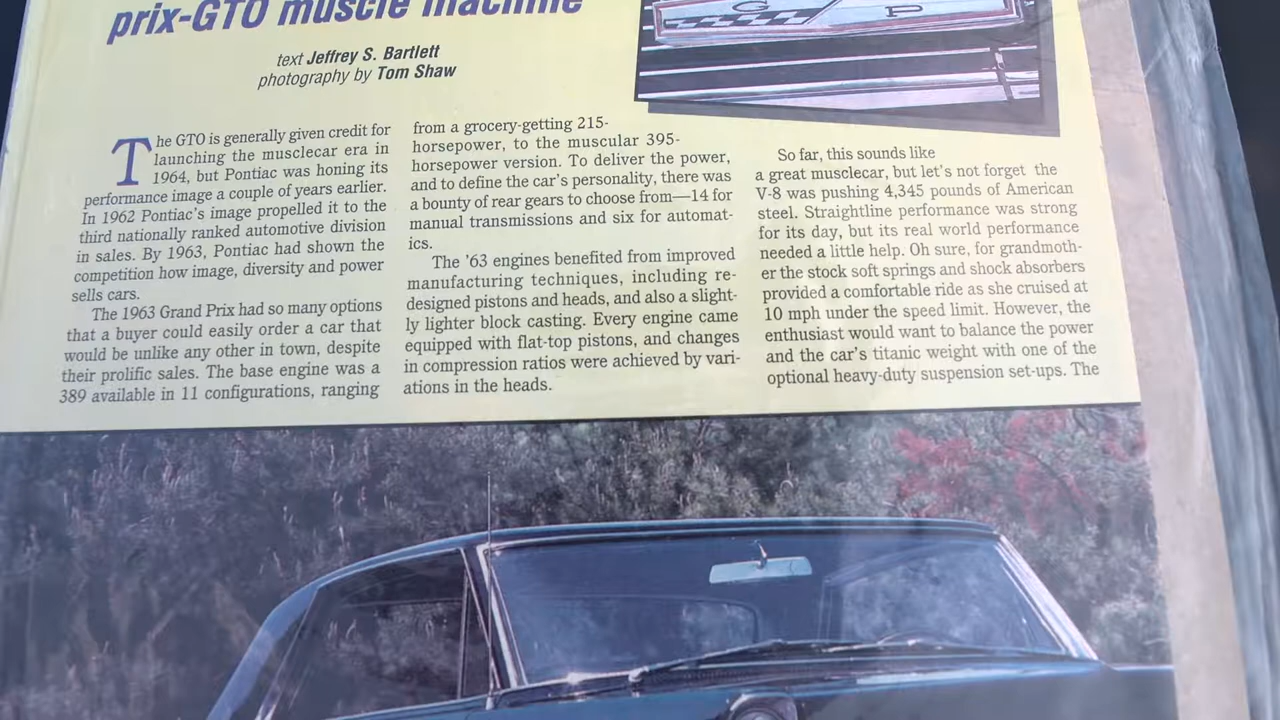 prix-GTO muscle machine
text Jeffrey S. Bartlett
photography by Tom Shaw
G P
The GTO is generally given credit for
launching the musclecar era in
1964, but Pontiac was honing its
performance image a couple of years earlier.
In 1962 Pontiac's image propelled it to the
third nationally ranked automotive division
in sales. By 1963, Pontiac had shown the
competition how image, diversity and power
sells cars.
The 1963 Grand Prix had so many options
that a buyer could easily order a car that
would be unlike any other in town, despite
their prolific sales. The base engine was a
389 available in 11 configurations, ranging
from a grocery-getting 215-
horsepower, to the muscular 395-
horsepower version. To deliver the power,
and to define the car's personality, there was
a bounty of rear gears to choose from—14 for
manual transmissions and six for automat-
ics.
The '63 engines benefited from improved
manufacturing techniques, including re-
designed pistons and heads, and also a slight-
ly lighter block casting. Every engine came
equipped with flat-top pistons, and changes
in compression ratios were achieved by vari-
ations in the heads.
So far, this sounds like
a great musclecar, but let's not forget the
V-8 was pushing 4,345 pounds of American
steel. Straightline performance was strong
for its day, but its real world performance
needed a little help. Oh sure, for grandmoth-
er the stock soft springs and shock absorbers
provided a comfortable ride as she cruised at
10 mph under the speed limit. However, the
enthusiast would want to balance the power
and the car's titanic weight with one of the
optional heavy-duty suspension set-ups. The